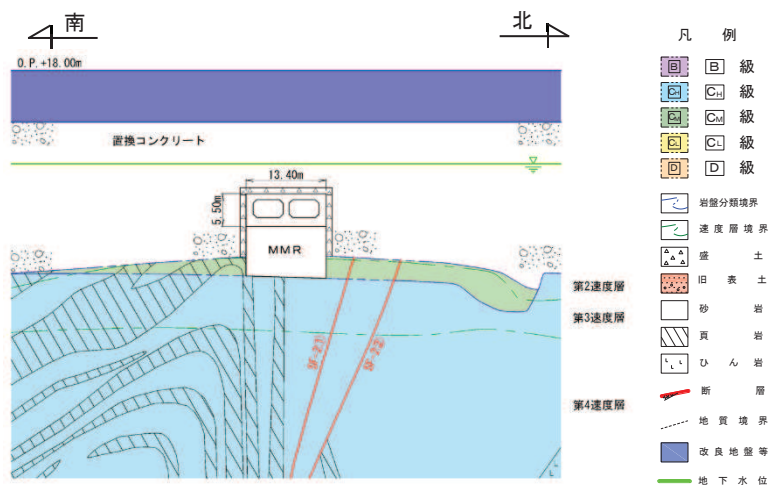 南
北
O.P.+18.00m
置換コンクリート
13.40m
5.50m
MMR
第2速度層
第3速度層
第4速度層
凡 例
B B 級
CH CH 級
CM CM 級
CL CL 級
D D 級
岩盤分類境界
速度層境界
盛 土
旧 表 土
砂 岩
頁 岩
ひ ん 岩
断 層
地 質 境 界
改 良 地 盤 等
地 下 水 位